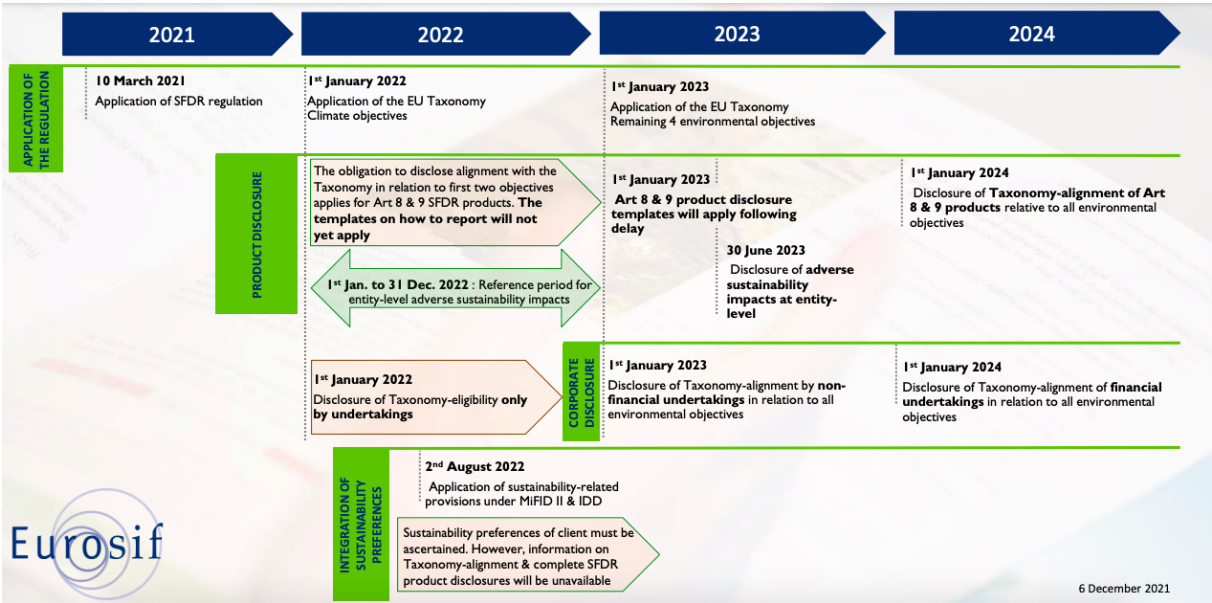 2021
2022
2023
2024
APPLICATION OF
THE REGULATION
10 March 2021
Application of SFDR regulation
1st January 2022
Application of the EU Taxonomy
Climate objectives
1st January 2023
Application of the EU Taxonomy
Remaining 4 environmental objectives
PRODUCT DISCLOSURE
The obligation to disclose alignment with the
Taxonomy in relation to first two objectives
applies for Art 8 & 9 SFDR products. The
templates on how to report will not
yet apply
1st Jan. to 31 Dec. 2022 : Reference period for
entity-level adverse sustainability impacts
1st January 2023
Art 8 & 9 product disclosure
templates will apply following
delay
30 June 2023
Disclosure of adverse
sustainability
impacts at entity-
level
1st January 2024
Disclosure of Taxonomy-alignment of Art
8 & 9 products relative to all environmental
objectives
1st January 2022
Disclosure of Taxonomy-eligibility only
by undertakings
CORPORATE
DISCLOSURE
1st January 2023
Disclosure of Taxonomy-alignment by non-
financial undertakings in relation to all
environmental objectives
1st January 2024
Disclosure of Taxonomy-alignment of financial
undertakings in relation to all environmental
objectives
INTEGRATION OF
SUSTAINABILITY
PREFERENCES
2nd August 2022
Application of sustainability-related
provisions under MiFID II & IDD
Sustainability preferences of client must be
ascertained. However, information on
Taxonomy-alignment & complete SFDR
product disclosures will be unavailable
Eurosif
6 December 2021